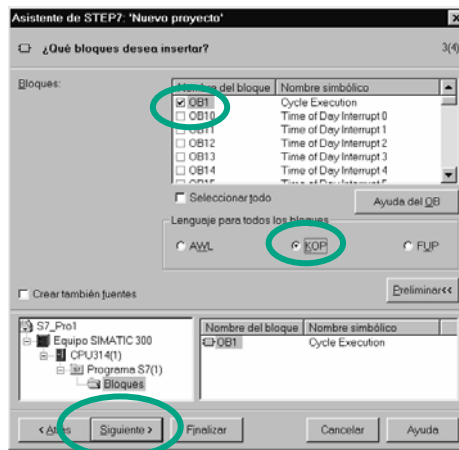 Asistente de STEP7: 'Nuevo proyecto'
¿Qué bloques desea insertar? 3(4)
Bloques:
Nombre del bloque Nombre simbólico
OB1 Cycle Execution
OB10 Time of Day Interrupt 0
OB11 Time of Day Interrupt 1
OB12 Time of Day Interrupt 2
OB13 Time of Day Interrupt 3
OB14 Time of Day Interrupt 4
Seleccionar todo Ayuda del OB
Lenguaje para todos los bloques
AWL KOP FUP
Crear también fuentes Preliminar<<
S7_Pro1
Equipo SIMATIC 300
CPU314(1)
Programa S7(1)
Bloques
Nombre del bloque Nombre simbólico
OB1 Cycle Execution
< Atrás Siguiente > Finalizar Cancelar Ayuda